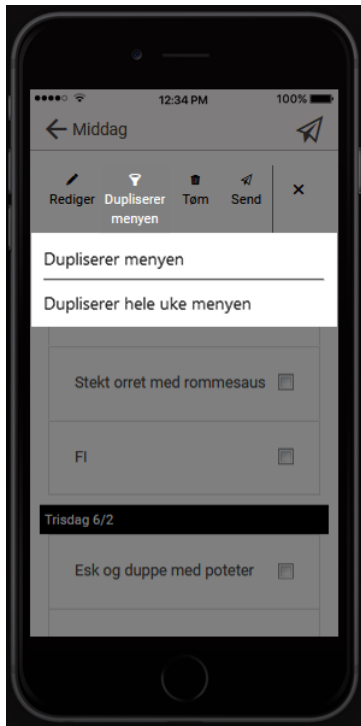 12:34 PM 100%
Middag
Rediger Dupliserer menyen Tøm Send ×
Dupliserer menyen
Dupliserer hele uke menyen
Stekt orret med rommesaus
FI
Trisdag 6/2
Esk og duppe med poteter